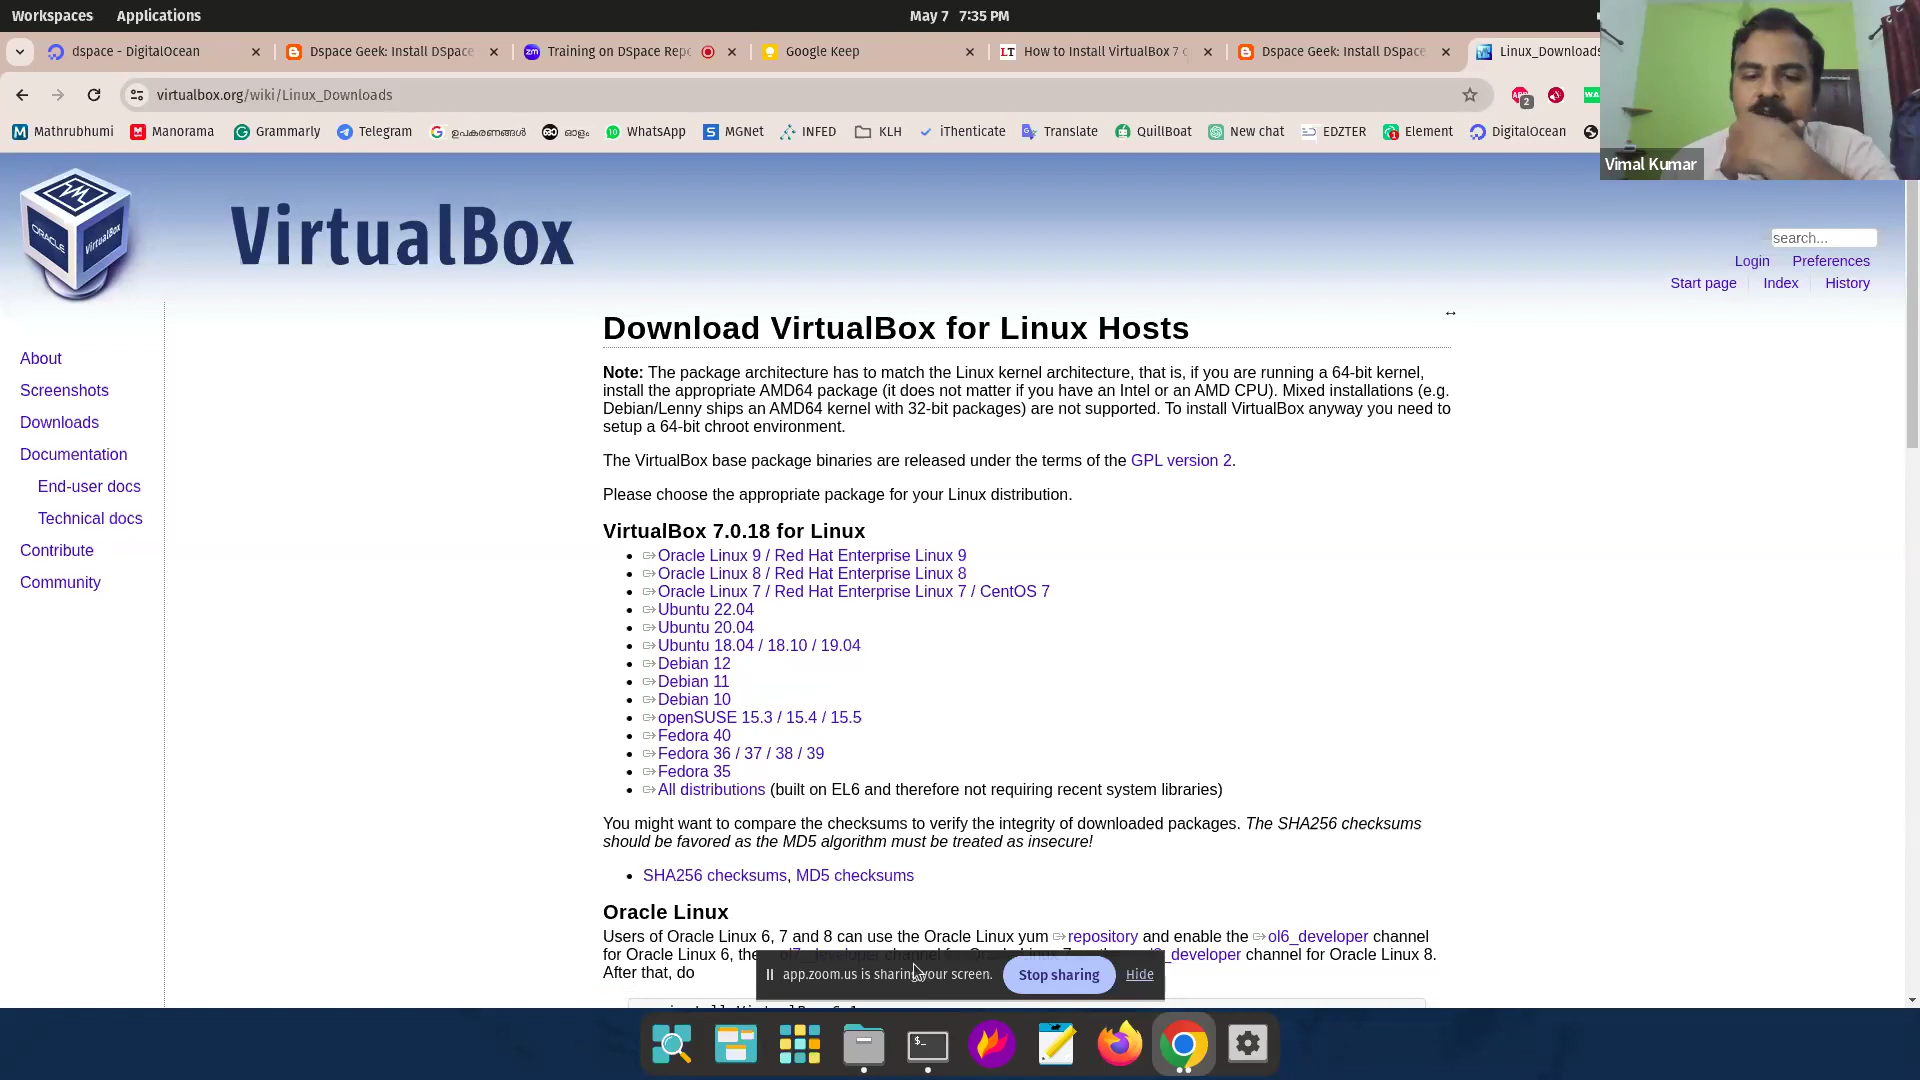 Workspaces Applications May 7 7:35 PM
dspace - DigitalOcean Dspace Geek: Install DSpace Training on DSpace Repo Google Keep How to Install VirtualBox 7 Dspace Geek: Install DSpace Linux_Downloads
virtualbox.org/wiki/Linux_Downloads
Mathrubhumi Manorama Grammarly Telegram ഉപകരണങ്ങൾ ഓളം WhatsApp MGNet INFED KLH iThenticate Translate QuillBoat New chat EDZTER Element DigitalOcean
Vimal Kumar
ORACLE VirtualBox
VirtualBox
search...
Login Preferences
Start page Index History
About
Screenshots
Downloads
Documentation
End-user docs
Technical docs
Contribute
Community
Download VirtualBox for Linux Hosts
Note: The package architecture has to match the Linux kernel architecture, that is, if you are running a 64-bit kernel,
install the appropriate AMD64 package (it does not matter if you have an Intel or an AMD CPU). Mixed installations (e.g.
Debian/Lenny ships an AMD64 kernel with 32-bit packages) are not supported. To install VirtualBox anyway you need to
setup a 64-bit chroot environment.
The VirtualBox base package binaries are released under the terms of the GPL version 2.
Please choose the appropriate package for your Linux distribution.
VirtualBox 7.0.18 for Linux
Oracle Linux 9 / Red Hat Enterprise Linux 9
Oracle Linux 8 / Red Hat Enterprise Linux 8
Oracle Linux 7 / Red Hat Enterprise Linux 7 / CentOS 7
Ubuntu 22.04
Ubuntu 20.04
Ubuntu 18.04 / 18.10 / 19.04
Debian 12
Debian 11
Debian 10
openSUSE 15.3 / 15.4 / 15.5
Fedora 40
Fedora 36 / 37 / 38 / 39
Fedora 35
All distributions (built on EL6 and therefore not requiring recent system libraries)
You might want to compare the checksums to verify the integrity of downloaded packages. The SHA256 checksums
should be favored as the MD5 algorithm must be treated as insecure!
SHA256 checksums, MD5 checksums
Oracle Linux
Users of Oracle Linux 6, 7 and 8 can use the Oracle Linux yum repository and enable the ol6_developer channel
for Oracle Linux 6, the developer channel for Oracle Linux 8.
After that, do
app.zoom.us is sharing your screen. Stop sharing Hide